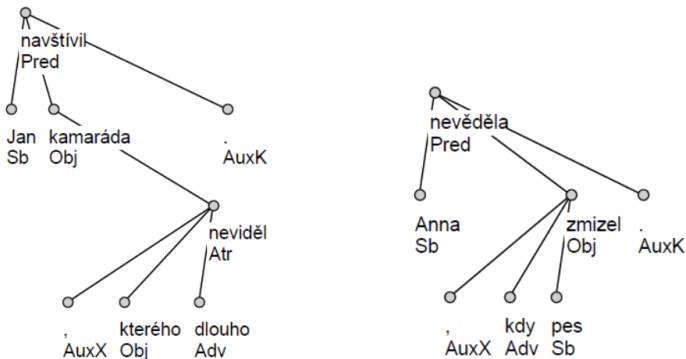 navštívil
Pred
Jan kamaráda .
Sb Obj AuxK
neviděl
Atr
, kterého dlouho
AuxX Obj Adv
nevěděla
Pred
Anna zmizel .
Sb Obj AuxK
, kdy pes
AuxX Adv Sb